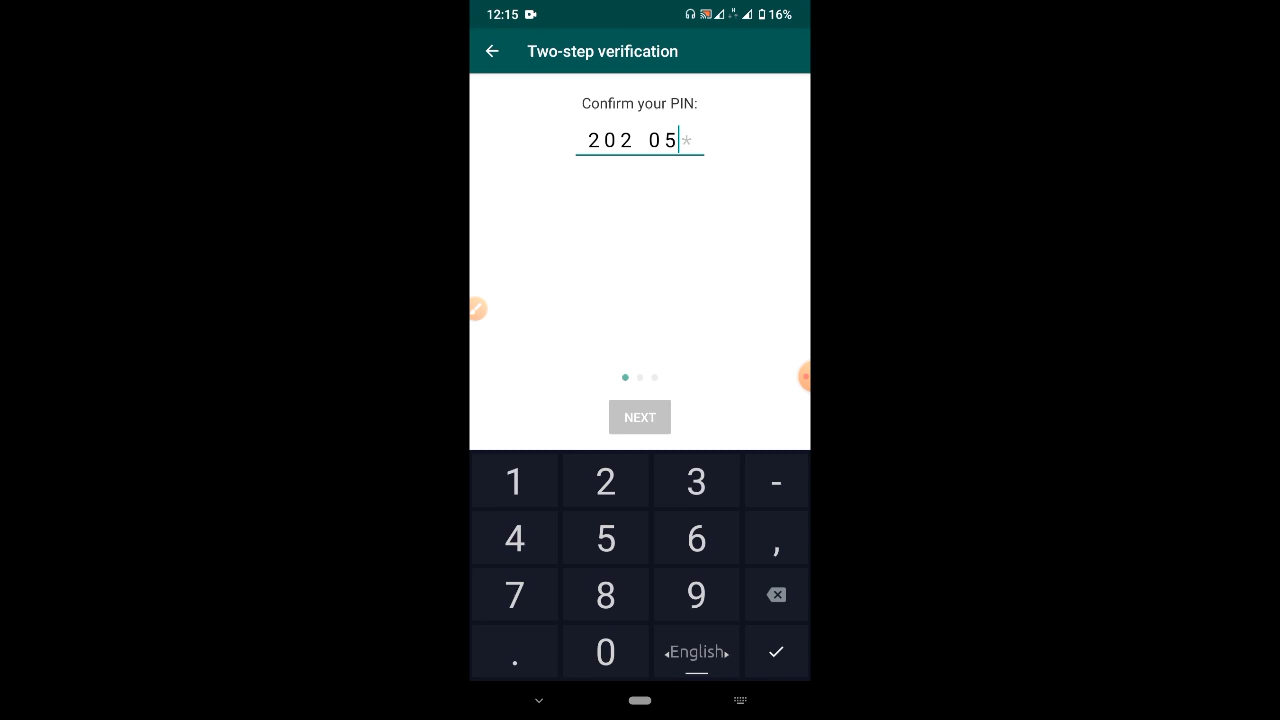 12:15 16%
Two-step verification
Confirm your PIN:
202 05*
NEXT
1 2 3 -
4 5 6 ,
7 8 9
. 0 English